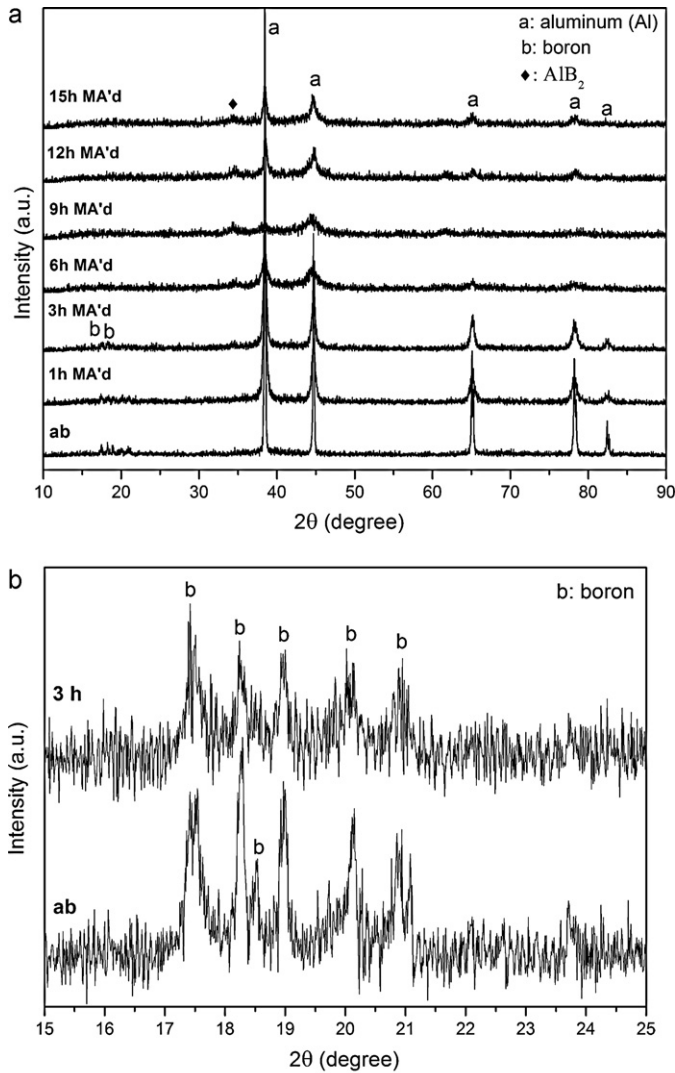 a
a: aluminum (Al)
b: boron
♦: AlB₂
a
a
a
a
a
15h MA'd
12h MA'd
9h MA'd
6h MA'd
3h MA'd
b b
1h MA'd
ab
Intensity (a.u.)
10 20 30 40 50 60 70 80 90
2θ (degree)
b
b: boron
b
b
b
b
b
3 h
b
ab
Intensity (a.u.)
15 16 17 18 19 20 21 22 23 24 25
2θ (degree)